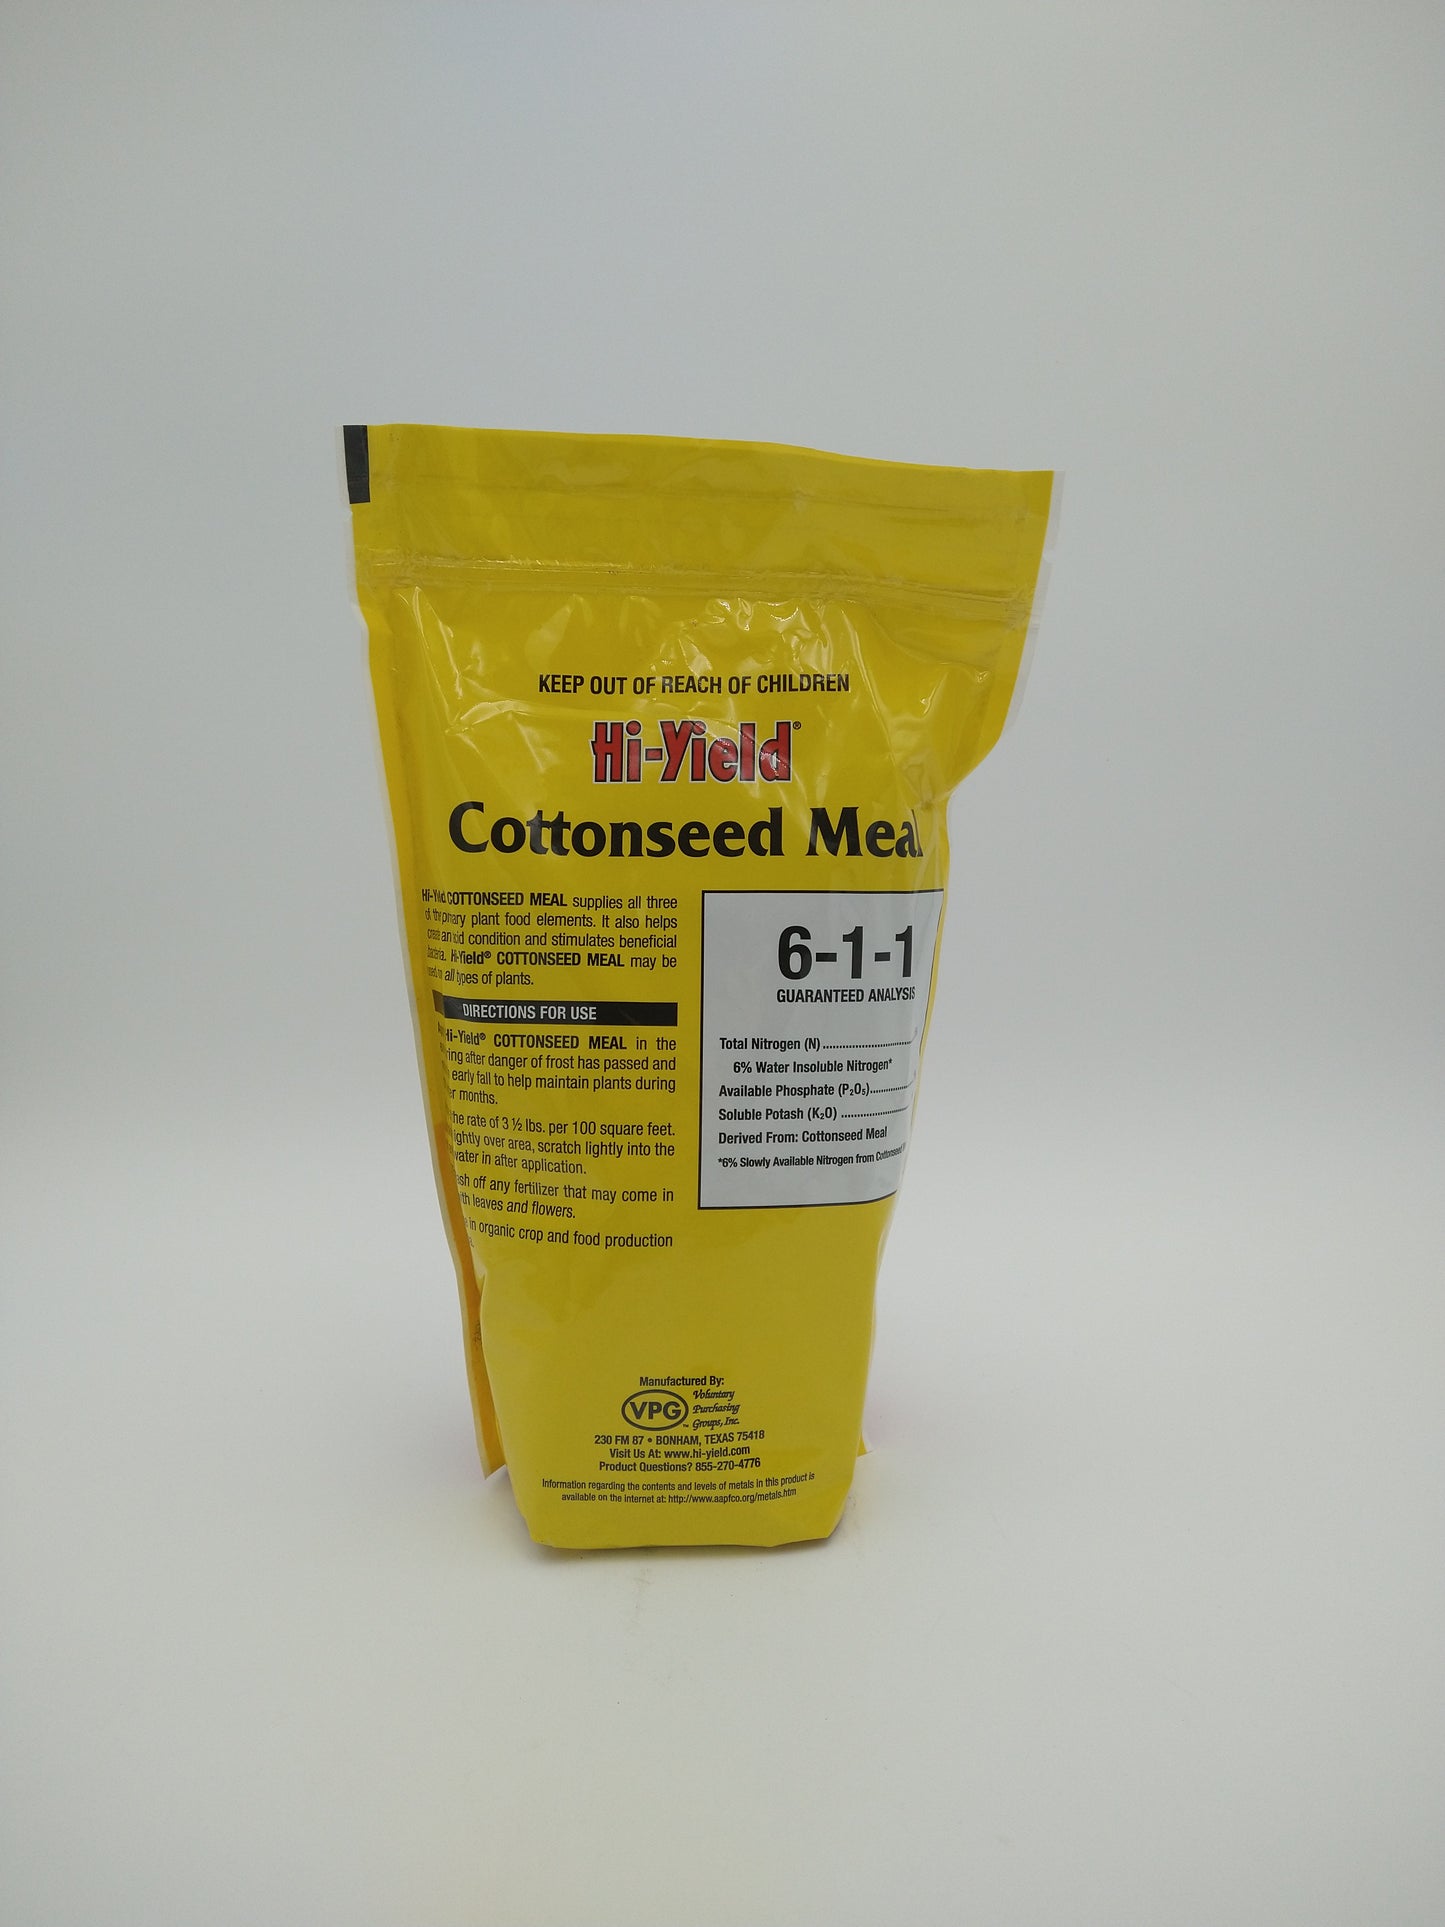 KEEP OUT OF REACH OF CHILDREN
Hi-Yield®
Cottonseed Meal
COTTONSEED MEAL supplies all three
plant food elements. It also helps
condition and stimulates beneficial
Hi-Yield® COTTONSEED MEAL may be
all types of plants.
DIRECTIONS FOR USE
Hi-Yield® COTTONSEED MEAL in the
after danger of frost has passed and
early fall to help maintain plants during
months.
the rate of 3 ½ lbs. per 100 square feet.
lightly over area, scratch lightly into the
water in after application.
off any fertilizer that may come in
leaves and flowers.
in organic crop and food production
6-1-1
GUARANTEED ANALYSIS
Total Nitrogen (N)
6% Water Insoluble Nitrogen*
Available Phosphate (P₂O₅)
Soluble Potash (K₂O)
Derived From: Cottonseed Meal
*6% Slowly Available Nitrogen from Cottonseed
Manufactured By:
VPG™
Voluntary
Purchasing
Groups, Inc.
230 FM 87 • BONHAM, TEXAS 75418
Visit Us At: www.hi-yield.com
Product Questions? 855-270-4776
Information regarding the contents and levels of metals in this product is
available on the internet at: http://www.aapfco.org/metals.htm